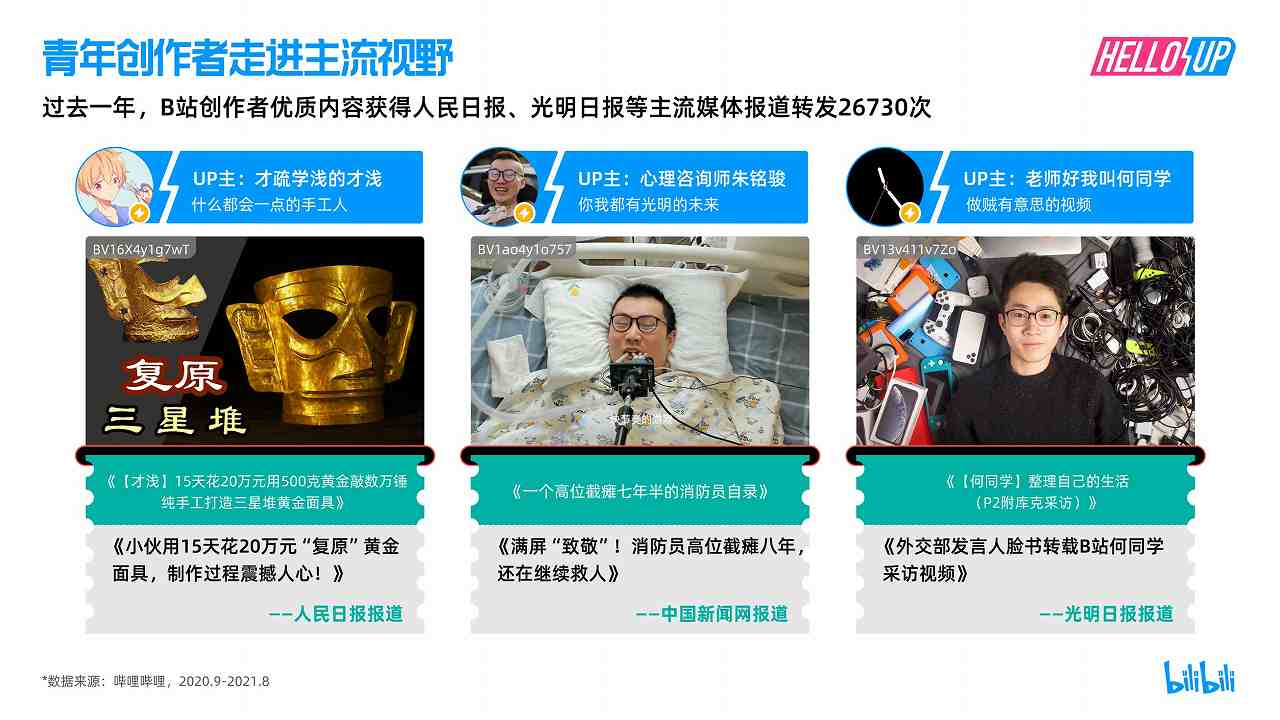 青年创作者走进主流视野
HELLO UP
过去一年，B站创作者优质内容获得人民日报、光明日报等主流媒体报道转发26730次
UP主：才疏学浅的才浅
什么都会一点的手工人
BV16X4y1g7wT
复原
三星堆
《【才浅】15天花20万元用500克黄金敲数万锤
纯手工打造三星堆黄金面具》
《小伙用15天花20万元“复原”黄金
面具，制作过程震撼人心！》
——人民日报报道
UP主：心理咨询师朱铭骏
你我都有光明的未来
BV1ao4y1o757
《一个高位截瘫七年半的消防员自录》
《满屏“致敬”！消防员高位截瘫八年，
还在继续救人》
——中国新闻网报道
UP主：老师好我叫何同学
做贼有意思的视频
BV13v411v7Zo
《【何同学】整理自己的生活
（P2附库克采访）》
《外交部发言人脸书转载B站何同学
采访视频》
——光明日报报道
*数据来源：哔哩哔哩，2020.9-2021.8
bilibili